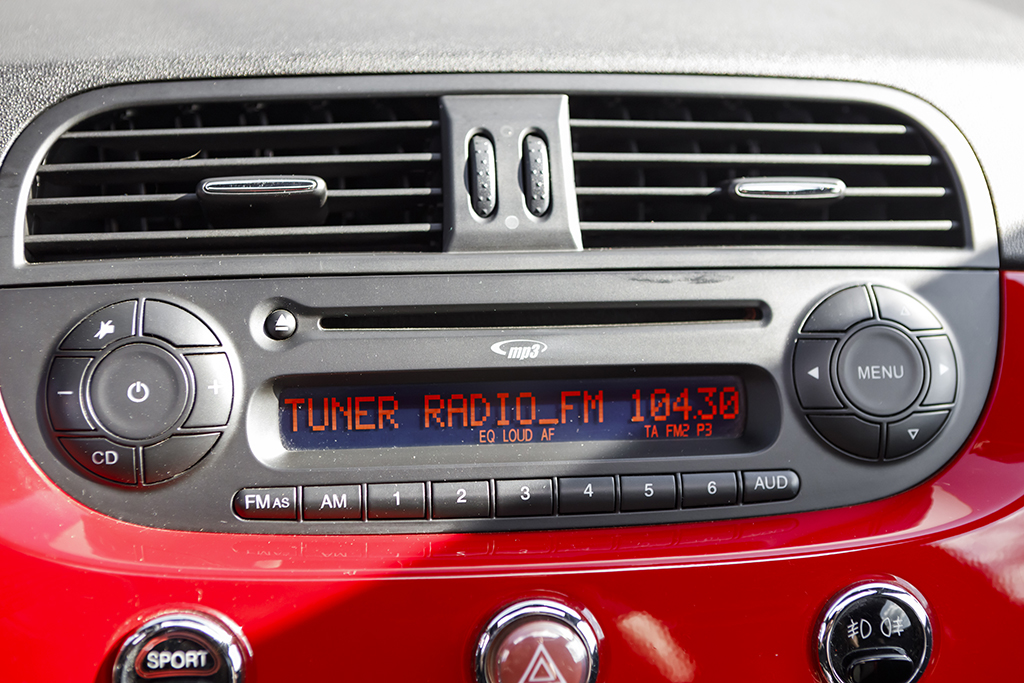 mp3
MENU
TUNER RADIO_FM 104.30
EQ LOUD AF TA FM2 P3
CD
FM AS AM 1 2 3 4 5 6 AUD
SPORT